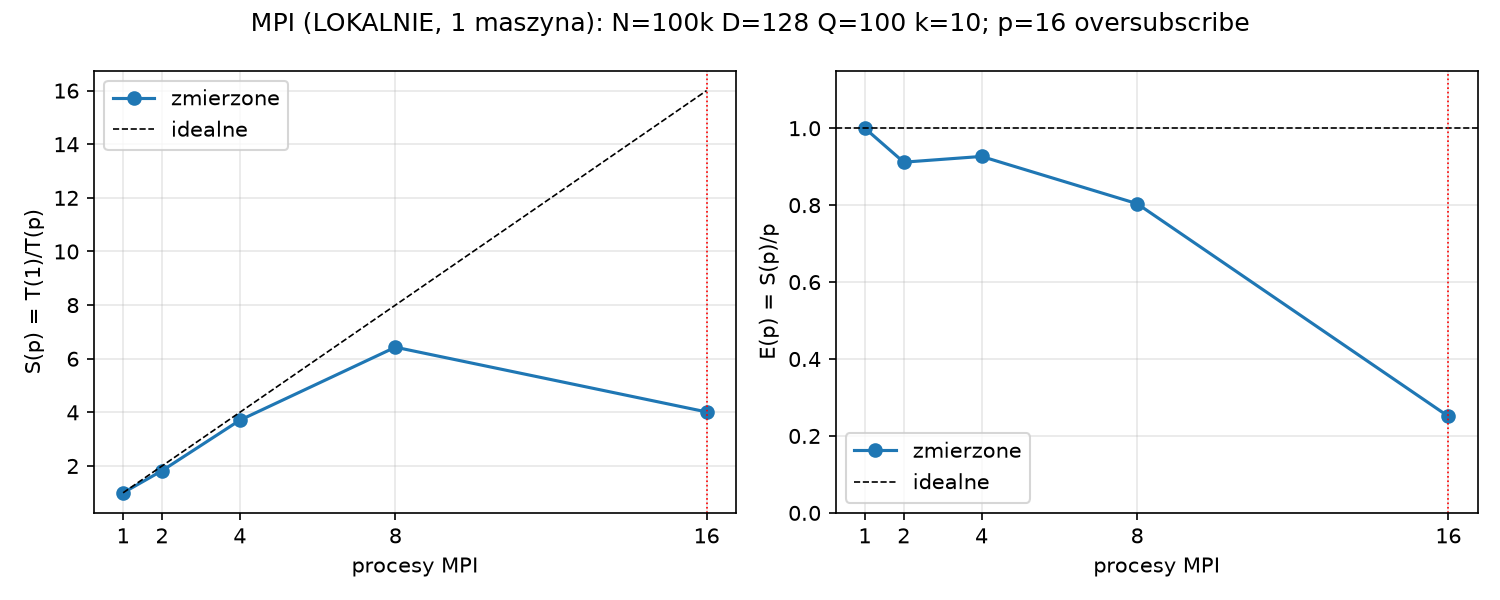 MPI (LOKALNIE, 1 maszyna): N=100k D=128 Q=100 k=10; p=16 oversubscribe
S(p) = T(1)/T(p)
16
14
12
10
8
6
4
2
zmierzone
idealne
1 2 4 8 16
procesy MPI
E(p) = S(p)/p
1.0
0.8
0.6
0.4
0.2
0.0
zmierzone
idealne
1 2 4 8 16
procesy MPI